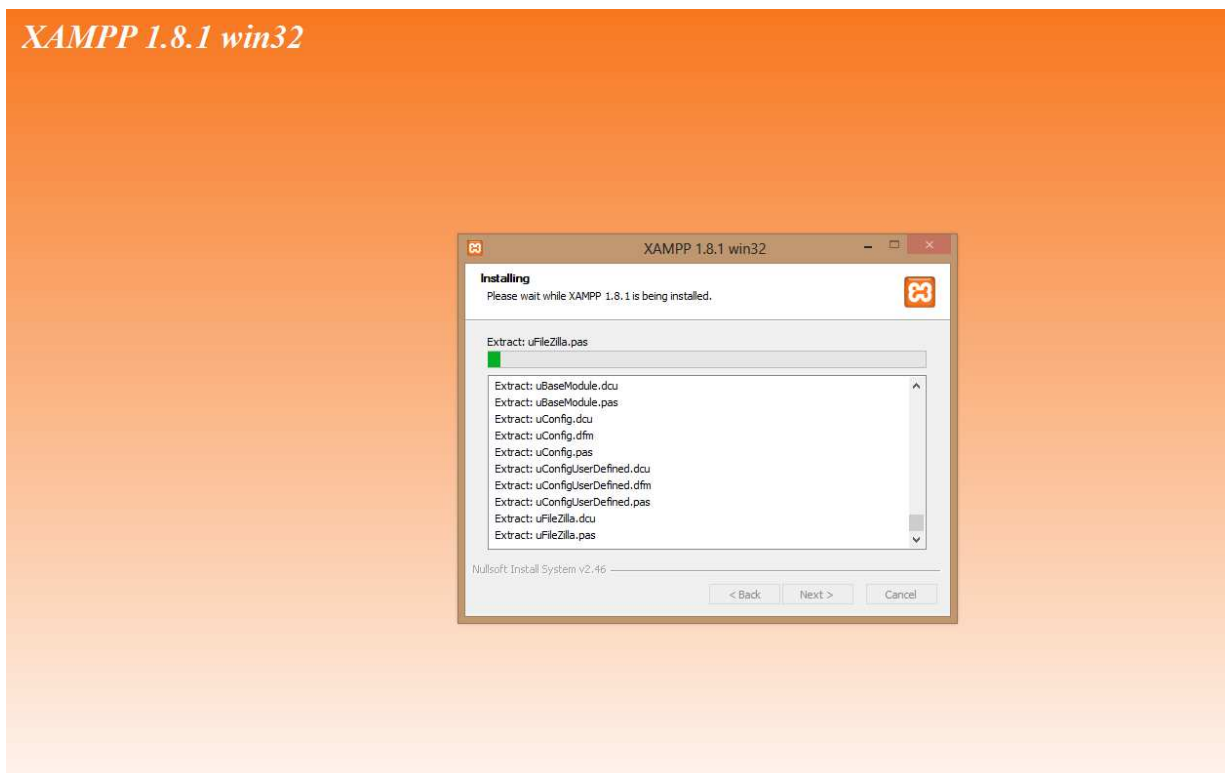 XAMPP 1.8.1 win32
XAMPP 1.8.1 win32
Installing
Please wait while XAMPP 1.8.1 is being installed.
Extract: uFileZilla.pas
Extract: uBaseModule.dcu
Extract: uBaseModule.pas
Extract: uConfig.dcu
Extract: uConfig.dfm
Extract: uConfig.pas
Extract: uConfigUserDefined.dcu
Extract: uConfigUserDefined.dfm
Extract: uConfigUserDefined.pas
Extract: uFileZilla.dcu
Extract: uFileZilla.pas
Nullsoft Install System v2.46
< Back Next > Cancel